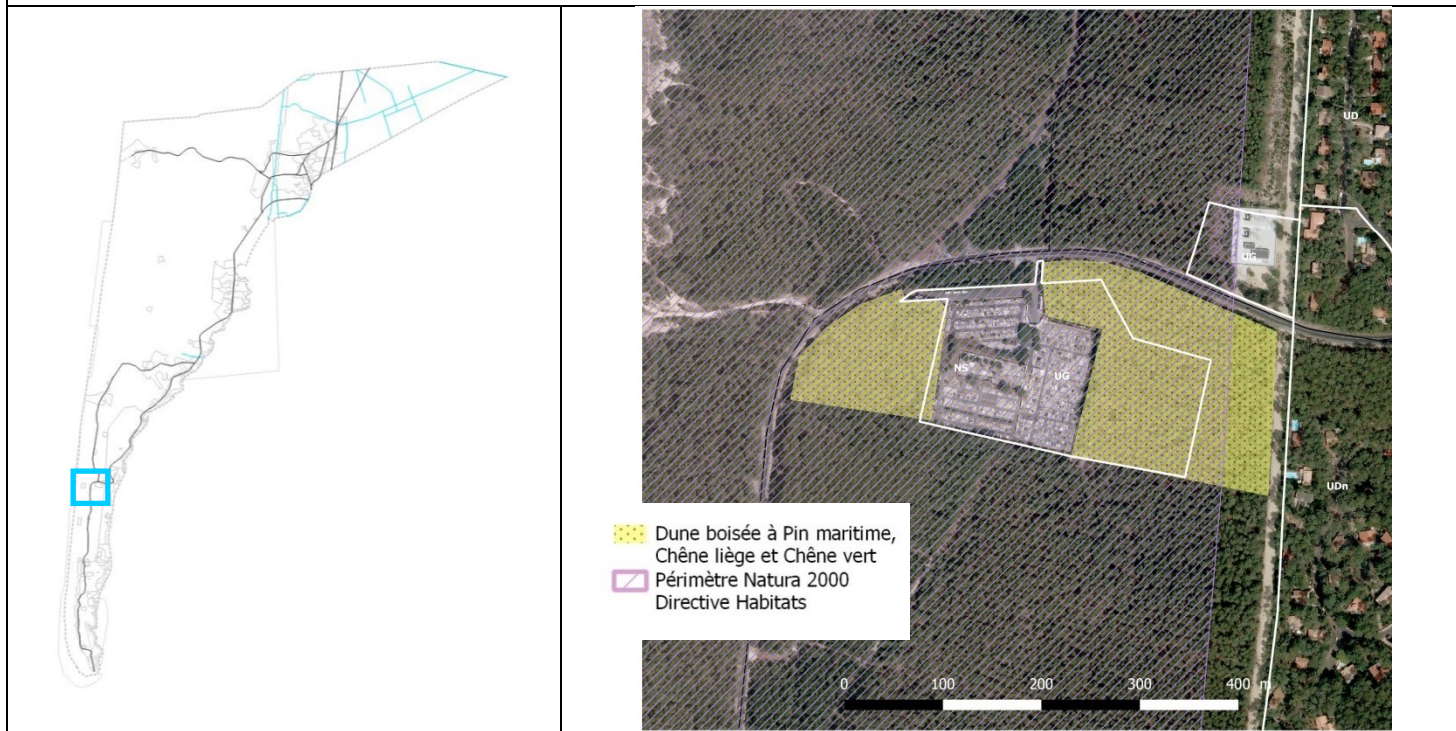 UD
UG
NS
UG
UDn
Dune boisée à Pin maritime,
Chêne liège et Chêne vert
Périmètre Natura 2000
Directive Habitats
0 100 200 300 400 m